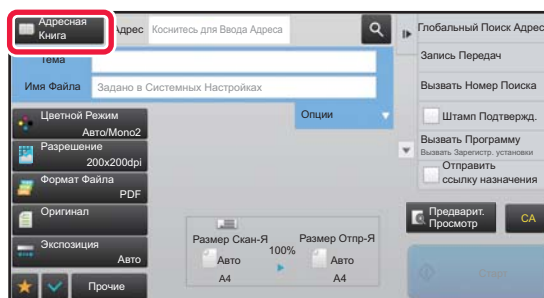 Адресная
Книга
Адрес
Коснитесь для Ввода Адреса
Глобальный Поиск Адрес
Тема
Запись Передач
Имя Файла
Задано в Системных Настройках
Вызвать Номер Поиска
Цветной Режим
Авто/Mono2
Опции
Штамп Подтвержд.
Разрешение
200x200dpi
Вызвать Программу
Вызвать Зарегистр. установки
Формат Файла
PDF
Отправить
ссылку назначения
Оригинал
Предварит.
Просмотр
CA
Экспозиция
Авто
Размер Скан-Я
100%
Размер Отпр-Я
Авто
A4
Авто
A4
Прочие
Старт